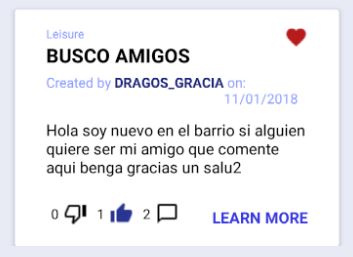 Leisure
BUSCO AMIGOS
Created by DRAGOS_GRACIA on:
11/01/2018
Hola soy nuevo en el barrio si alguien
quiere ser mi amigo que comente
aqui benga gracias un salu2
0 1 2 LEARN MORE